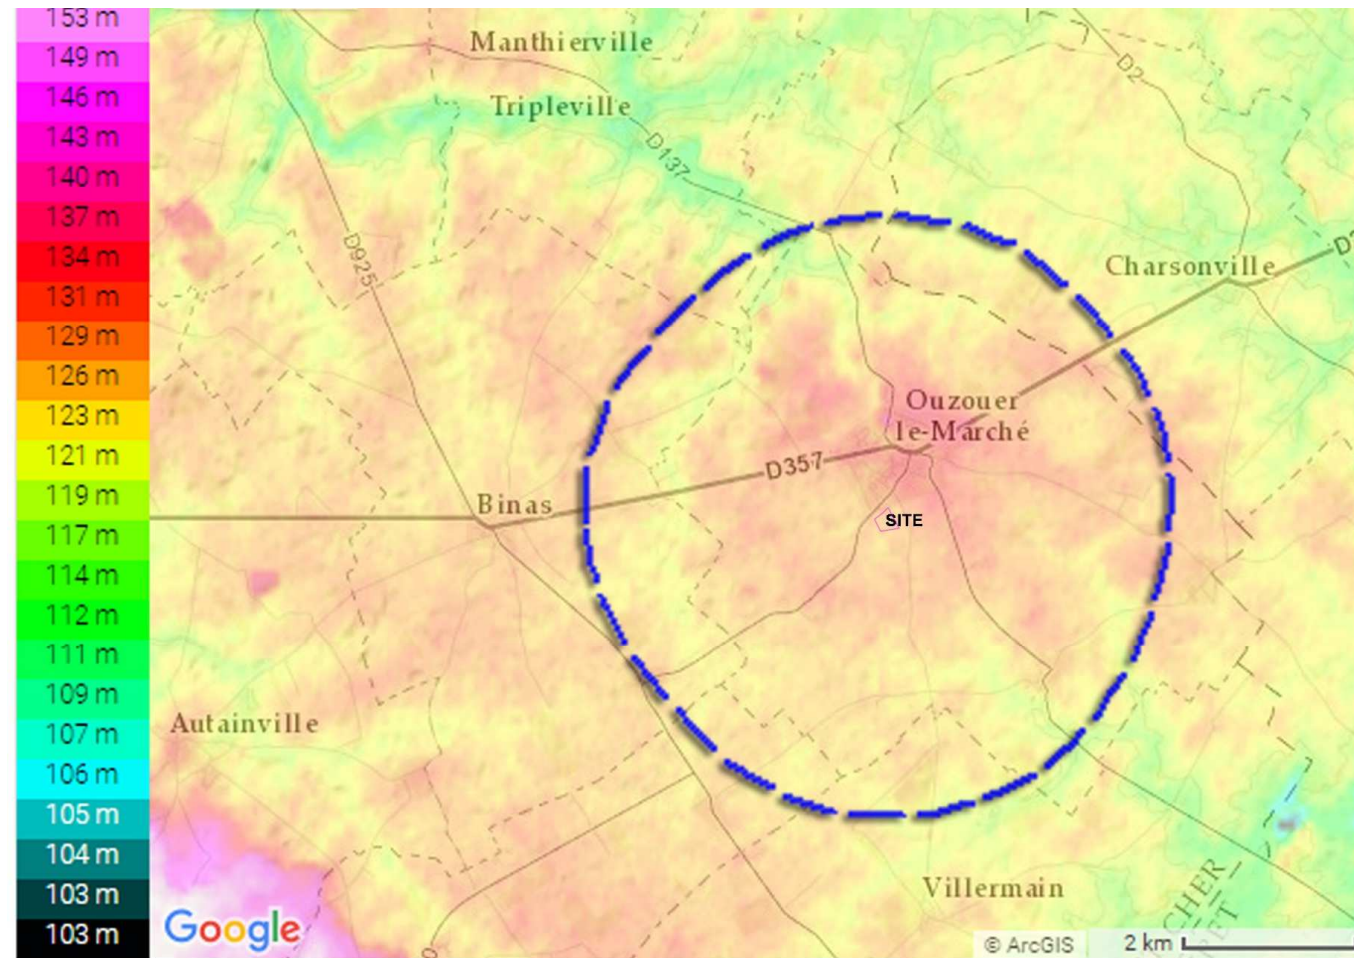 153 m
149 m
146 m
143 m
140 m
137 m
134 m
131 m
129 m
126 m
123 m
121 m
119 m
117 m
114 m
112 m
111 m
109 m
107 m
106 m
105 m
104 m
103 m
103 m
Manthierville
D2
Tripleville
D137
D925
Charsonville
Ouzouer
le-Marché
D357
Binas
SITE
Autainville
Villermain
CHER
Google
© ArcGIS
2 km